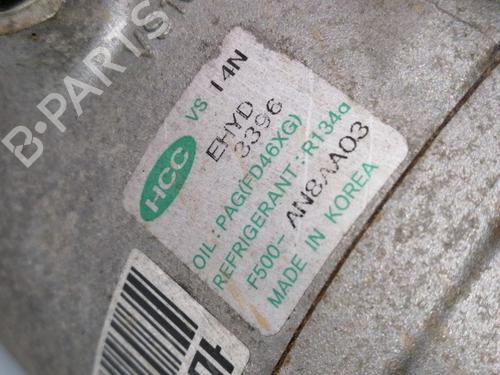 B-PARTS
HCC
VS 14N
EHYD
3396
OIL : PAG(FD46XG)
REFRIGERANT : R134a
F500- AN8AA03
MADE IN KOREA